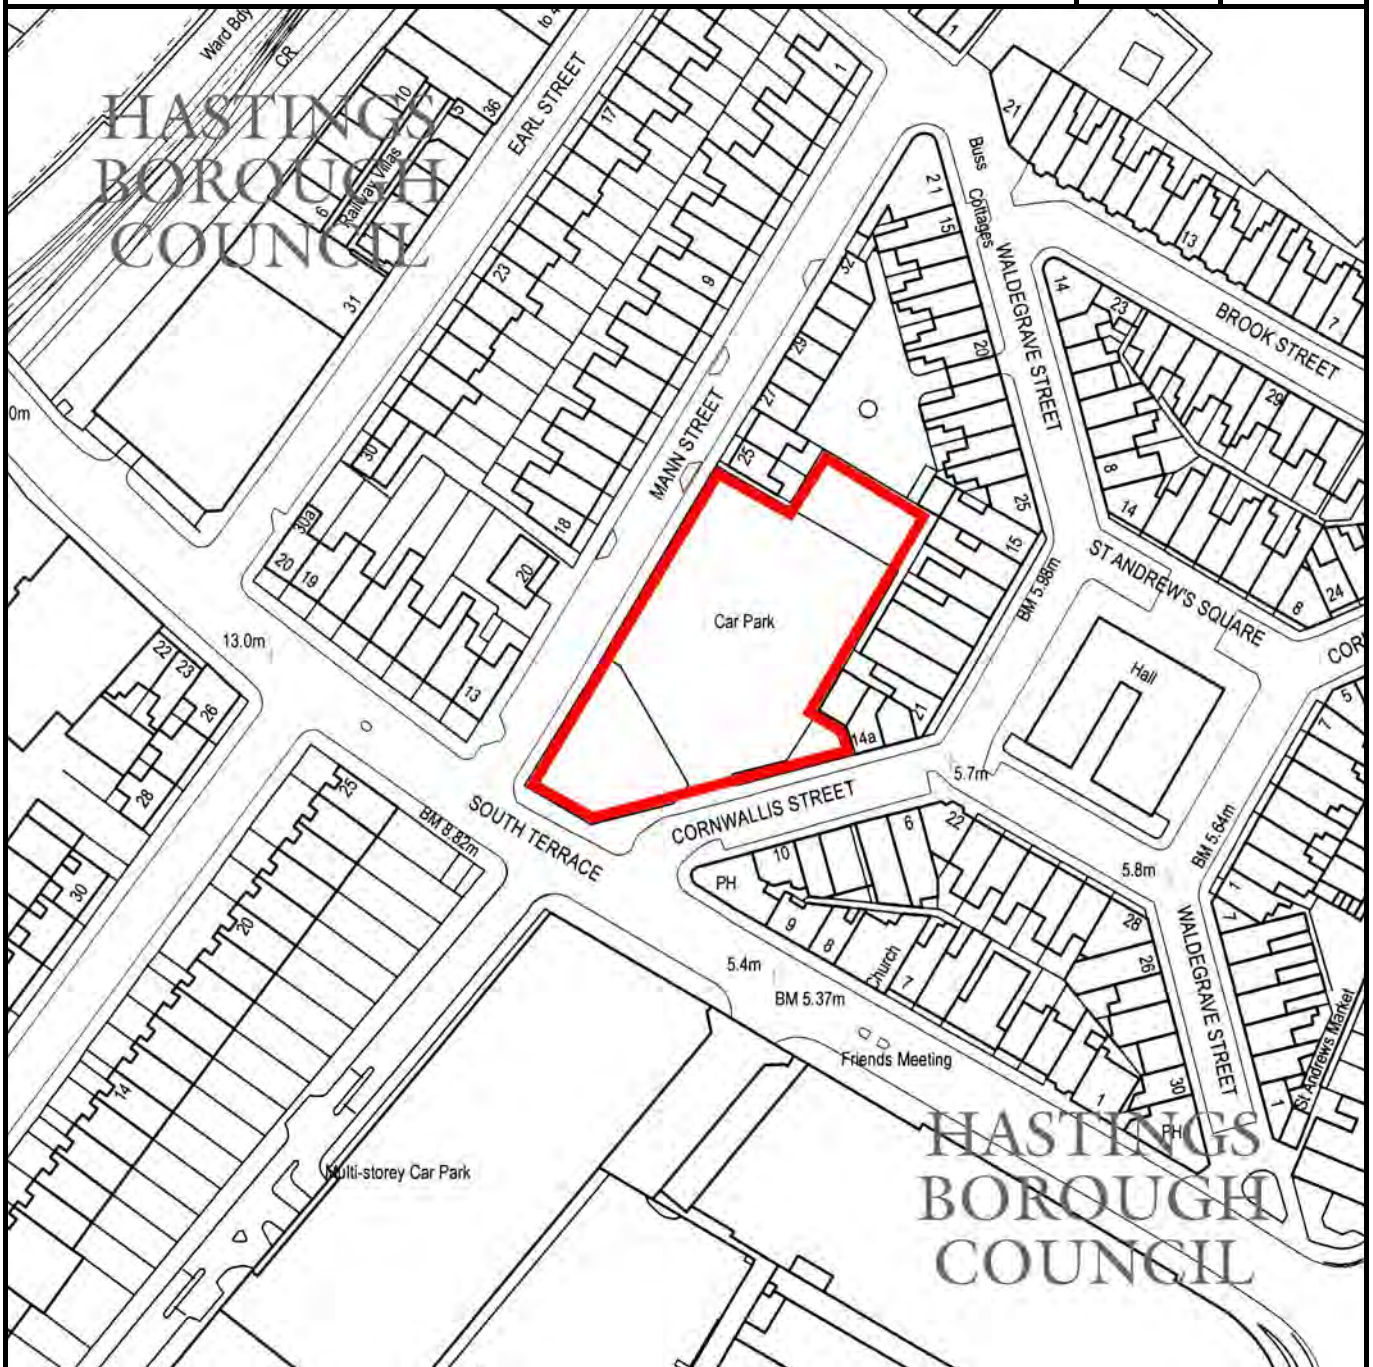 Ward Bdy
CR
to 4
1
HASTINGS
BOROUGH
COUNCIL
10
5
36
Railway Villas
6
31
EARL STREET
17
1
23
9
21
Buss Cottages
21
15
WALDEGRAVE STREET
13
14
23
BROOK STREET
7
32
29
27
25
20
29
8
14
25
MANN STREET
30
30a
20
19
18
20
13
13.0m
22
23
26
28
30
Car Park
15
BM 5.98m
ST ANDREW'S SQUARE
8
24
Hall
21
14a
5
7
5.7m
CORNWALLIS STREET
SOUTH TERRACE
BM 8.82m
25
20
14
PH
10
6
22
9
8
Church
7
5.8m
BM 5.64m
1
7
28
26
WALDEGRAVE STREET
5.4m
BM 5.37m
Friends Meeting
1
30
PH
1
St Andrews Market
Multi-storey Car Park
HASTINGS
BOROUGH
COUNCIL